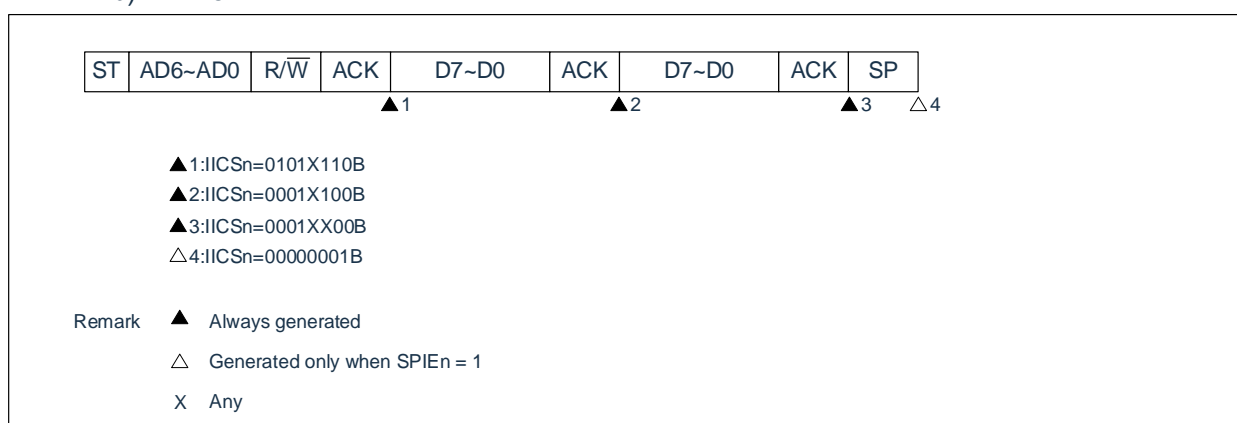 ST AD6~AD0 R/W̅ ACK D7~D0 ACK D7~D0 ACK SP
▲1 ▲2 ▲3 △4
▲1:IICSn=0101X110B
▲2:IICSn=0001X100B
▲3:IICSn=0001XX00B
△4:IICSn=00000001B
Remark ▲ Always generated
△ Generated only when SPIEn = 1
X Any